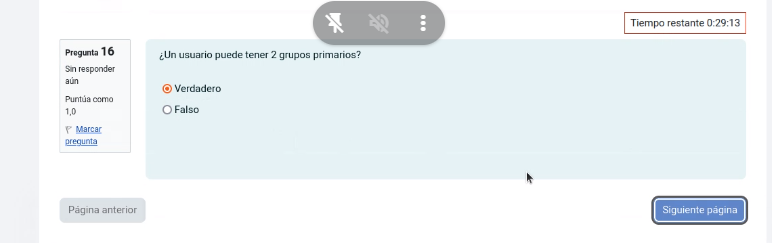 Tiempo restante 0:29:13
Pregunta 16
Sin responder
aún
Puntúa como
1,0
Marcar
pregunta
¿Un usuario puede tener 2 grupos primarios?
Verdadero
Falso
Página anterior
Siguiente página